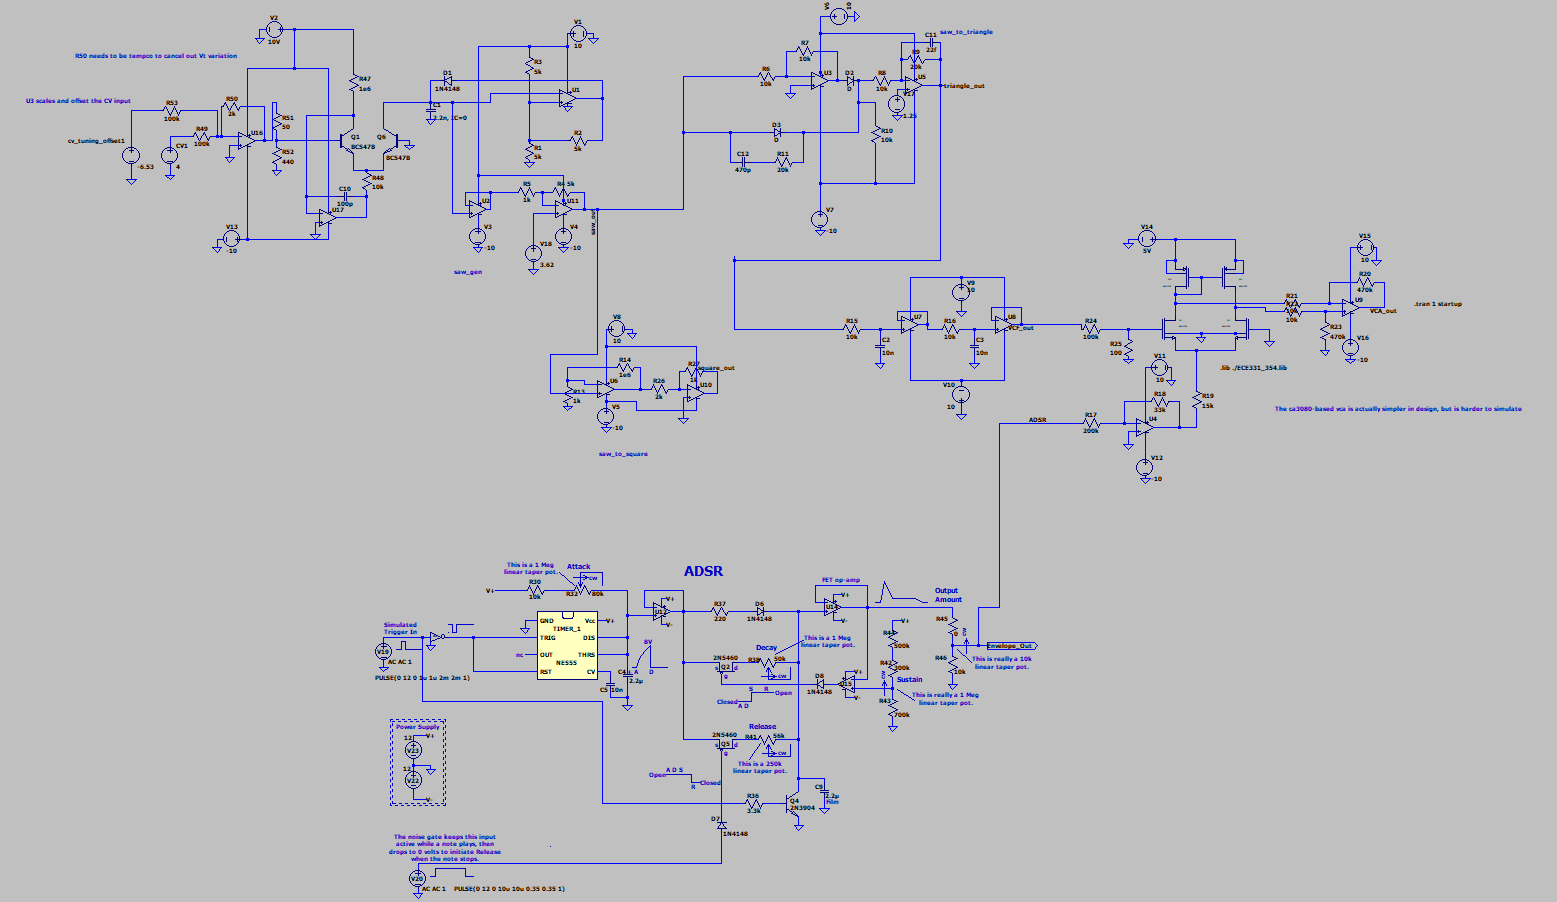 V2
10V
R50 needs to be tempco to cancel out Vt variation
R47
1e6
U3 scales and offset the CV input
R53
100k
R50
2k
R51
50
R49
100k
U16
cv_tuning_offset1
-6.53
CV1
4
R52
440
Q1
BC547B
Q6
BC547B
R48
10k
C10
100p
U17
V13
-10
V1
10
R3
5k
D1
1N4148
C1
U1
R2
5k
R1
5k
R5
1k
R4 5k
U2
U11
V3
-10
V18
3.62
V4
-10
saw_out
saw_gen
V6
10
saw_to_triangle
R7
10k
C11
22f
R9
20k
R6
10k
U3
D2
D
R8
10k
U5
triangle_out
1.25
D3
D
R10
10k
C12
470p
R11
20k
V7
-10
V8
10
R14
1e6
U6
R13
1k
R26
2k
R27
1k
square_out
U10
V5
-10
saw_to_square
V9
10
R15
10k
U7
R16
10k
U8
VCF_out
C2
10n
C3
10n
V10
10
R24
100k
R25
100
V14
5V
V15
10
R20
470k
R21
10k
U9
VCA_out
R23
470k
V16
-10
.tran 1 startup
.lib ./ECE331_354.lib
V11
10
R18
33k
R19
15k
R17
200k
U4
V12
-10
ADSR
The ca3080-based vca is actually simpler in design, but is harder to simulate
ADSR
This is a 1 Meg
linear taper pot.
Attack
V+
R30
10k
R32
80k
cw
Simulated
Trigger In
V19
AC AC 1
PULSE(0 12 0 1u 1u 2m 2m 1)
GND
Vcc
V+
TIMER_1
TRIG
DIS
nc
OUT
THRS
NE555
RST
CV
C5
10n
C4
2.2µ
8V
A
D
V+
V-
R37
220
D6
1N4148
FET op-amp
U14
V+
V-
Output
Amount
R45
0
cw
Envelope_Out
R46
10k
This is really a 10k
linear taper pot.
This is a 1 Meg
linear taper pot.
Decay
2N5460
Q2
s
d
g
50k
cw
S R
Open
Closed
A D
D8
1N4148
U15
V+
V-
V+
R44
500k
R42
300k
cw
Sustain
This is really a 1 Meg
linear taper pot.
R43
700k
Release
2N5460
Q5
s
d
g
R41
56k
cw
This is a 250k
linear taper pot.
A D S
Open
Closed
R
Power Supply
12
V+
V23
12
V22
V-
R36
3.3k
Q4
2N3904
C9
2.2µ
Film
D7
1N4148
The noise gate keeps this input
active while a note plays, then
drops to 0 volts to initiate Release
when the note stops.
V20
AC AC 1 PULSE(0 12 0 10u 10u 0.35 0.35 1)